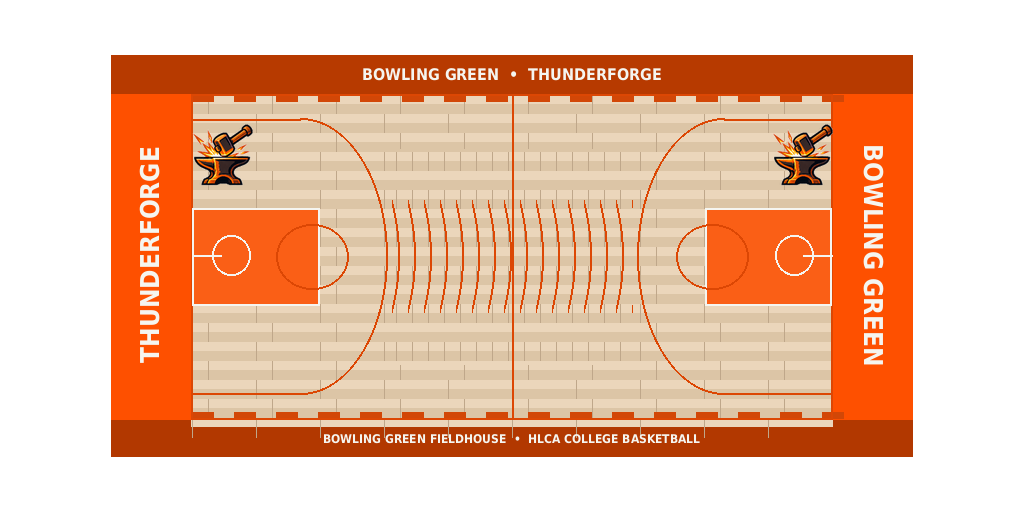 BOWLING GREEN • THUNDERFORGE
THUNDERFORGE
BOWLING GREEN
BOWLING GREEN FIELDHOUSE • HLCA COLLEGE BASKETBALL